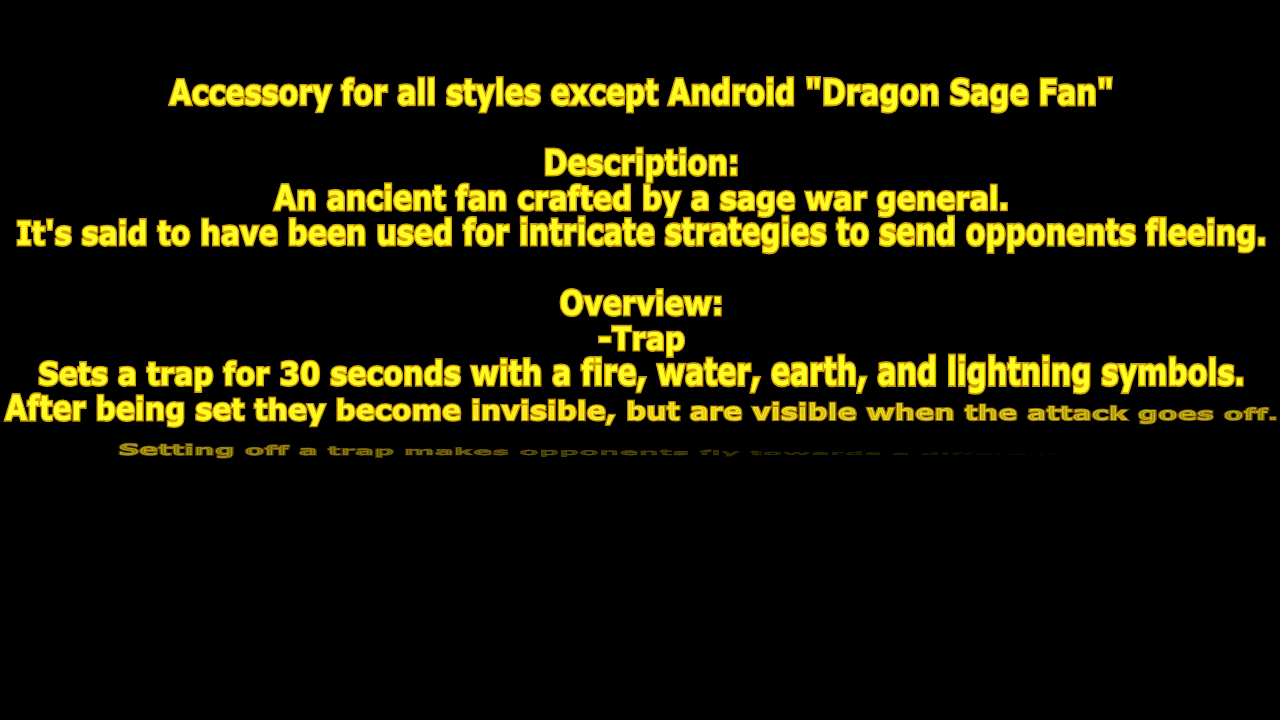 Accessory for all styles except Android "Dragon Sage Fan"
Description:
An ancient fan crafted by a sage war general.
It's said to have been used for intricate strategies to send opponents fleeing.
Overview:
-Trap
Sets a trap for 30 seconds with a fire, water, earth, and lightning symbols.
After being set they become invisible, but are visible when the attack goes off.
Setting off a trap makes opponents fly towards a different